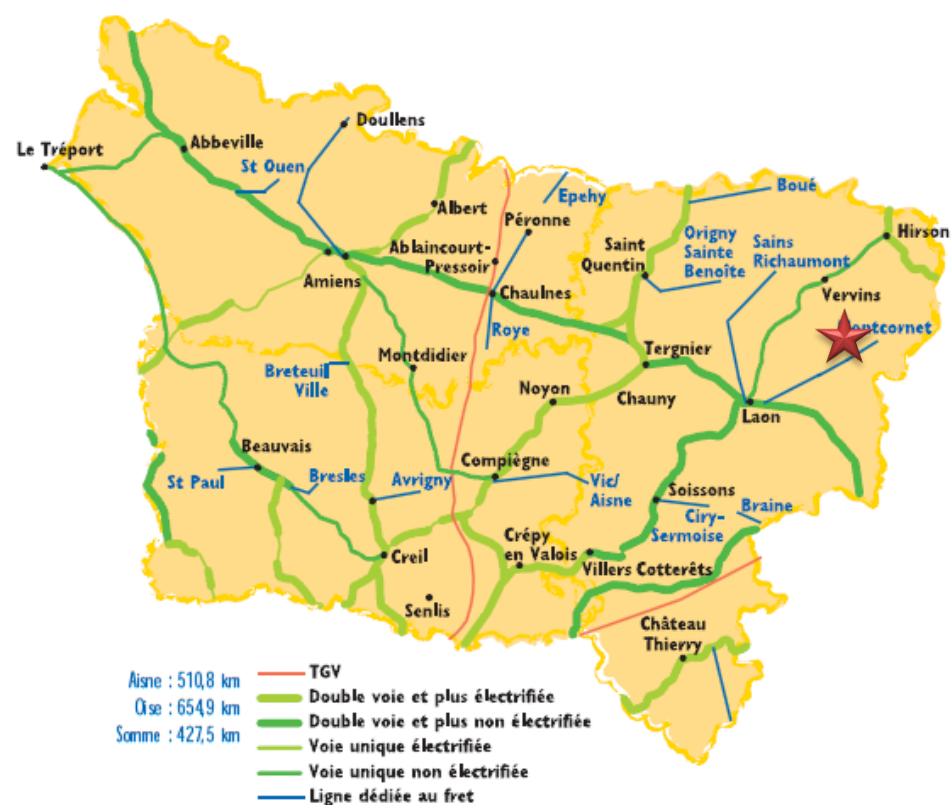 Doullens
Le Tréport
Abbeville
St Ouen
Albert
Epehy
Péronne
Boué
Hirson
Origny
Sainte
Benoîte
Sains
Richaumont
Saint
Quentin
Ablaincourt-
Pressoir
Amiens
Chaulnes
Vervins
Roye
Montdidier
Tergnier
Breteuil
Ville
Noyon
Chauny
Laon
Beauvais
Compiègne
St Paul
Bresles
Avrigny
Vic/
Aisne
Soissons
Braine
Ciry-
Sermoise
Creil
Crépy
en Valois
Villers Cotterêts
Senlis
Château
Thierry
Aisne : 510,8 km
Oise : 654,9 km
Somme : 427,5 km
TGV
Double voie et plus électrifiée
Double voie et plus non électrifiée
Voie unique électrifiée
Voie unique non électrifiée
Ligne dédiée au fret